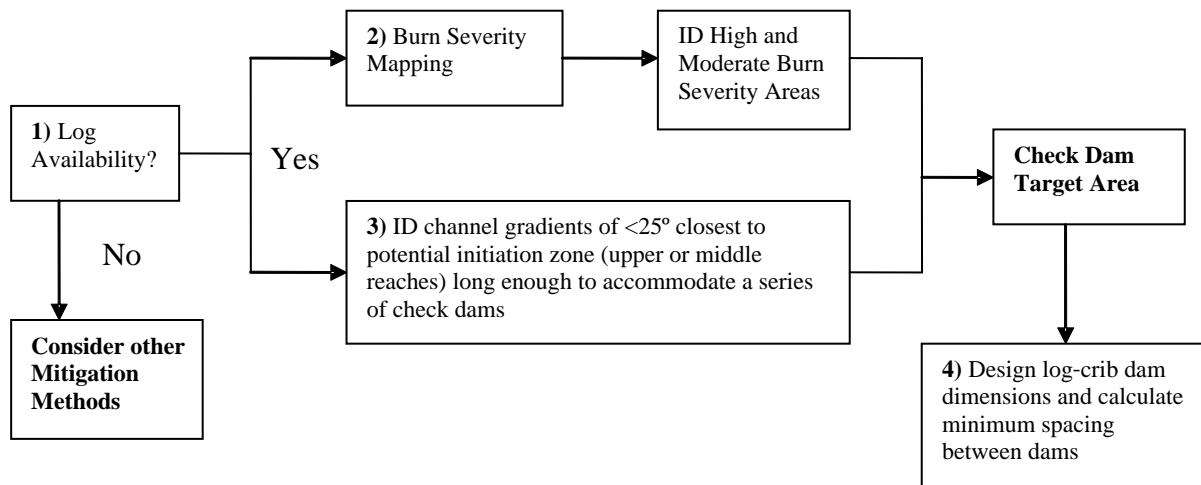 1) Log
Availability?
No
Consider other
Mitigation
Methods
Yes
2) Burn Severity
Mapping
ID High and
Moderate Burn
Severity Areas
3) ID channel gradients of <25º closest to
potential initiation zone (upper or middle
reaches) long enough to accommodate a series
of check dams
Check Dam
Target Area
4) Design log-crib dam
dimensions and calculate
minimum spacing
between dams